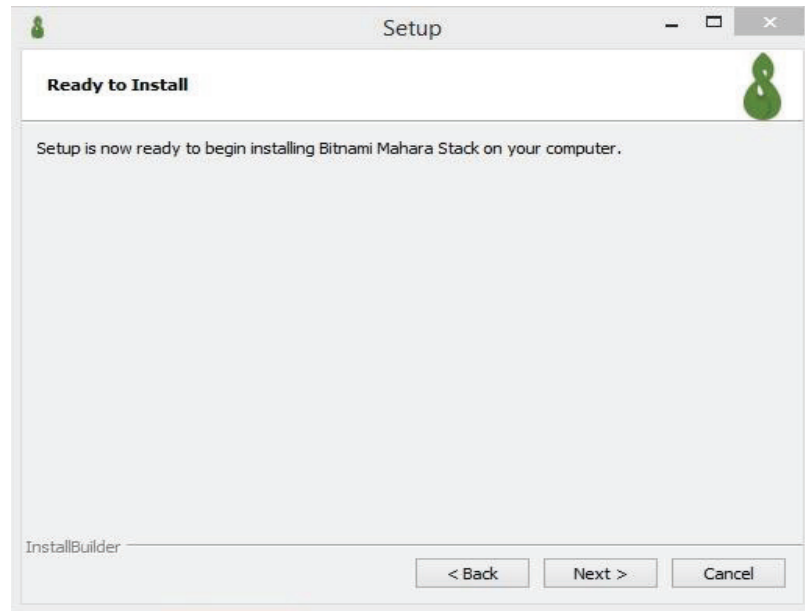 Setup
Ready to Install
Setup is now ready to begin installing Bitnami Mahara Stack on your computer.
InstallBuilder
< Back
Next >
Cancel